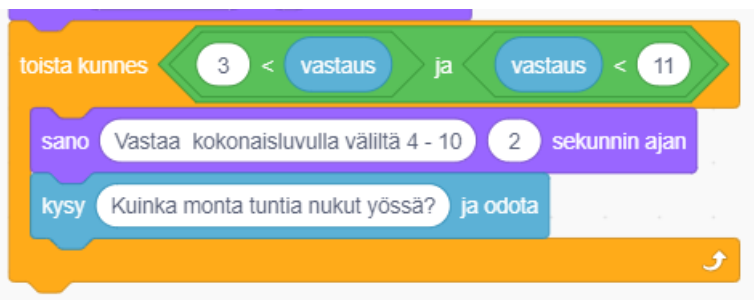 toista kunnes 3 < vastaus ja vastaus < 11
sano Vastaa kokonaisluvulla väliltä 4 - 10 2 sekunnin ajan
kysy Kuinka monta tuntia nukut yössä? ja odota